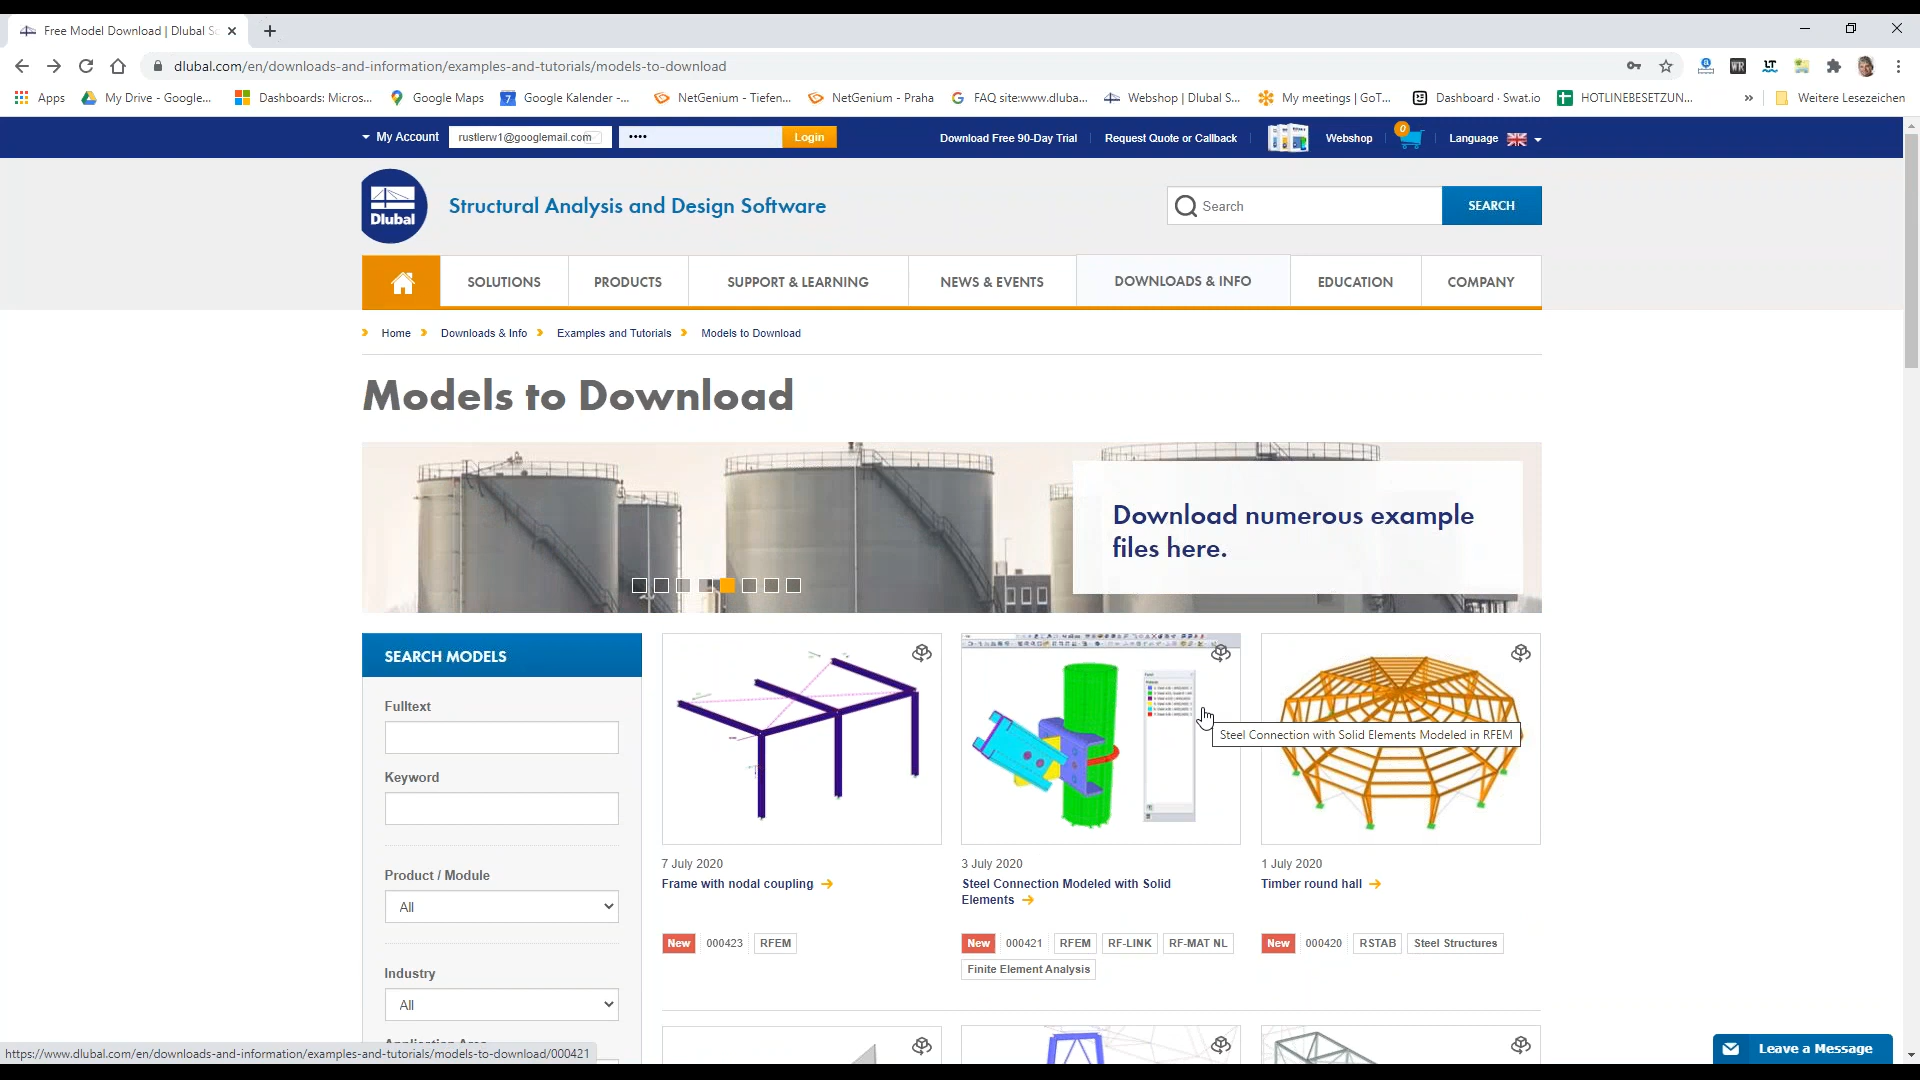 Free Model Download | Dlubal So
dlubal.com/en/downloads-and-information/examples-and-tutorials/models-to-download
Apps
My Drive - Google...
Dashboards: Micros...
Google Maps
Google Kalender -...
NetGenium - Tiefen...
NetGenium - Praha
FAQ site:www.dluba...
Webshop | Dlubal S...
My meetings | GoT...
Dashboard · Swat.io
HOTLINEBESETZUN...
»
Weitere Lesezeichen
My Account
rustlerw1@googlemail.com
••••
Login
Download Free 90-Day Trial
Request Quote or Callback
Webshop
0
Language
Dlubal
Structural Analysis and Design Software
Search
SEARCH
SOLUTIONS
PRODUCTS
SUPPORT & LEARNING
NEWS & EVENTS
DOWNLOADS & INFO
EDUCATION
COMPANY
Home
Downloads & Info
Examples and Tutorials
Models to Download
Models to Download
Download numerous example
files here.
SEARCH MODELS
Fulltext
Keyword
Product / Module
All
Industry
All
Steel Connection with Solid Elements Modeled in RFEM
7 July 2020
Frame with nodal coupling
New 000423 RFEM
3 July 2020
Steel Connection Modeled with Solid
Elements
New 000421 RFEM RF-LINK RF-MAT NL
Finite Element Analysis
1 July 2020
Timber round hall
New 000420 RSTAB Steel Structures
https://www.dlubal.com/en/downloads-and-information/examples-and-tutorials/models-to-download/000421
Leave a Message